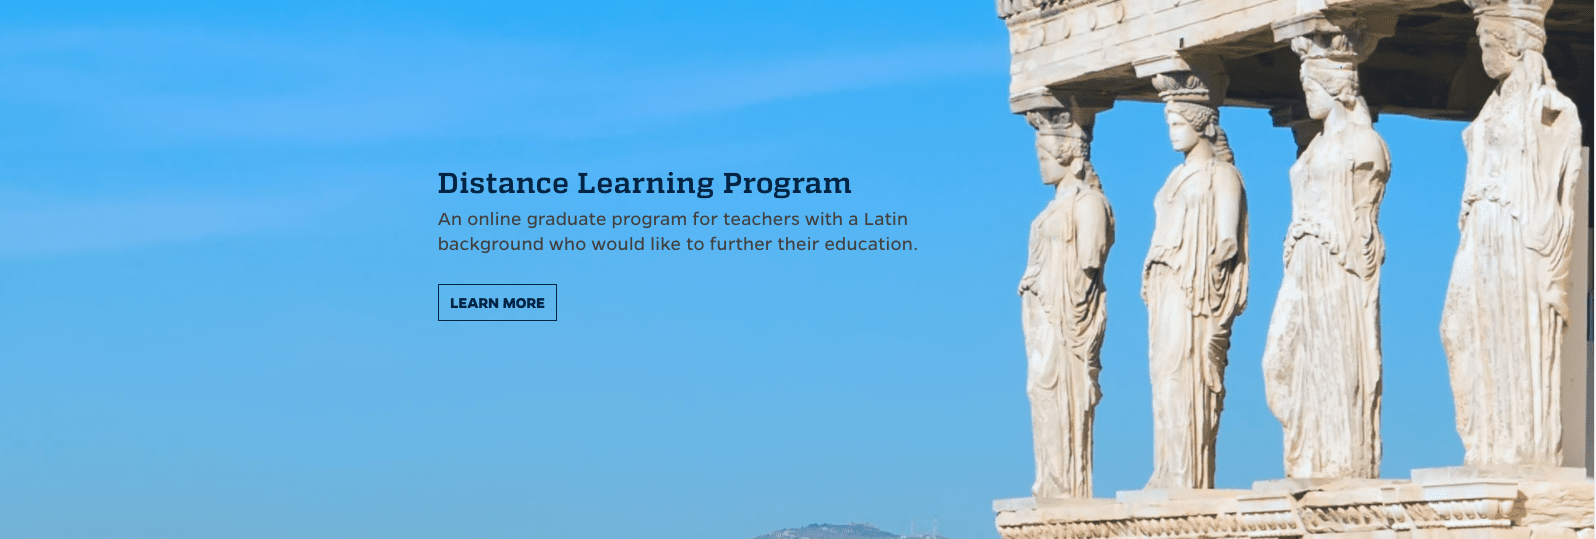 Distance Learning Program
An online graduate program for teachers with a Latin
background who would like to further their education.
LEARN MORE